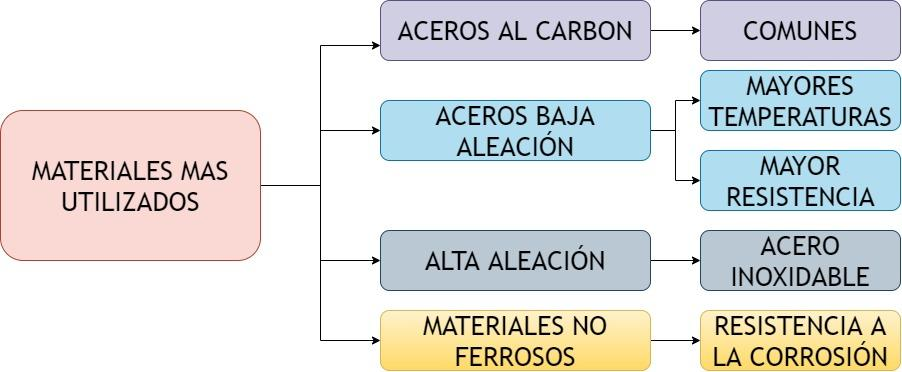 MATERIALES MAS
UTILIZADOS
ACEROS AL CARBON
COMUNES
ACEROS BAJA
ALEACIÓN
MAYORES
TEMPERATURAS
MAYOR
RESISTENCIA
ALTA ALEACIÓN
ACERO
INOXIDABLE
MATERIALES NO
FERROSOS
RESISTENCIA A
LA CORROSIÓN